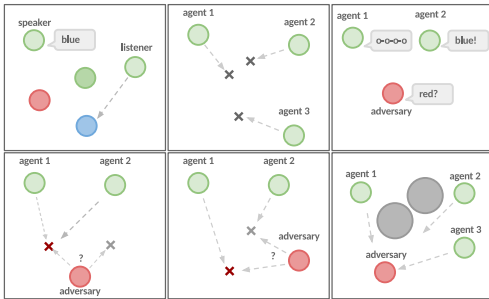 speaker
blue
listener
agent 1
agent 2
agent 3
agent 1
agent 2
o-o-o-o
blue!
red?
adversary
agent 1
agent 2
?
adversary
agent 1
agent 2
adversary
?
agent 1
agent 2
agent 3
adversary